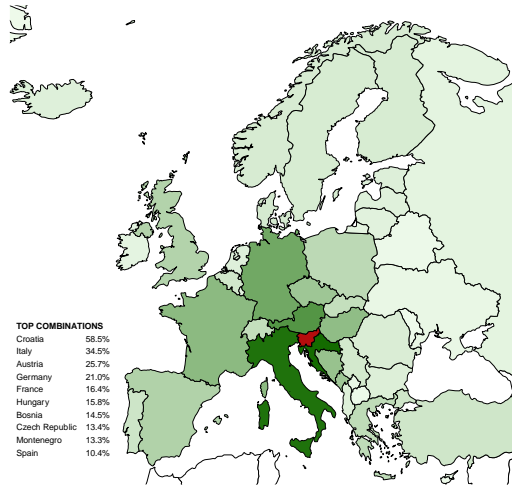 TOP COMBINATIONS
Croatia 58.5%
Italy 34.5%
Austria 25.7%
Germany 21.0%
France 16.4%
Hungary 15.8%
Bosnia 14.5%
Czech Republic 13.4%
Montenegro 13.3%
Spain 10.4%